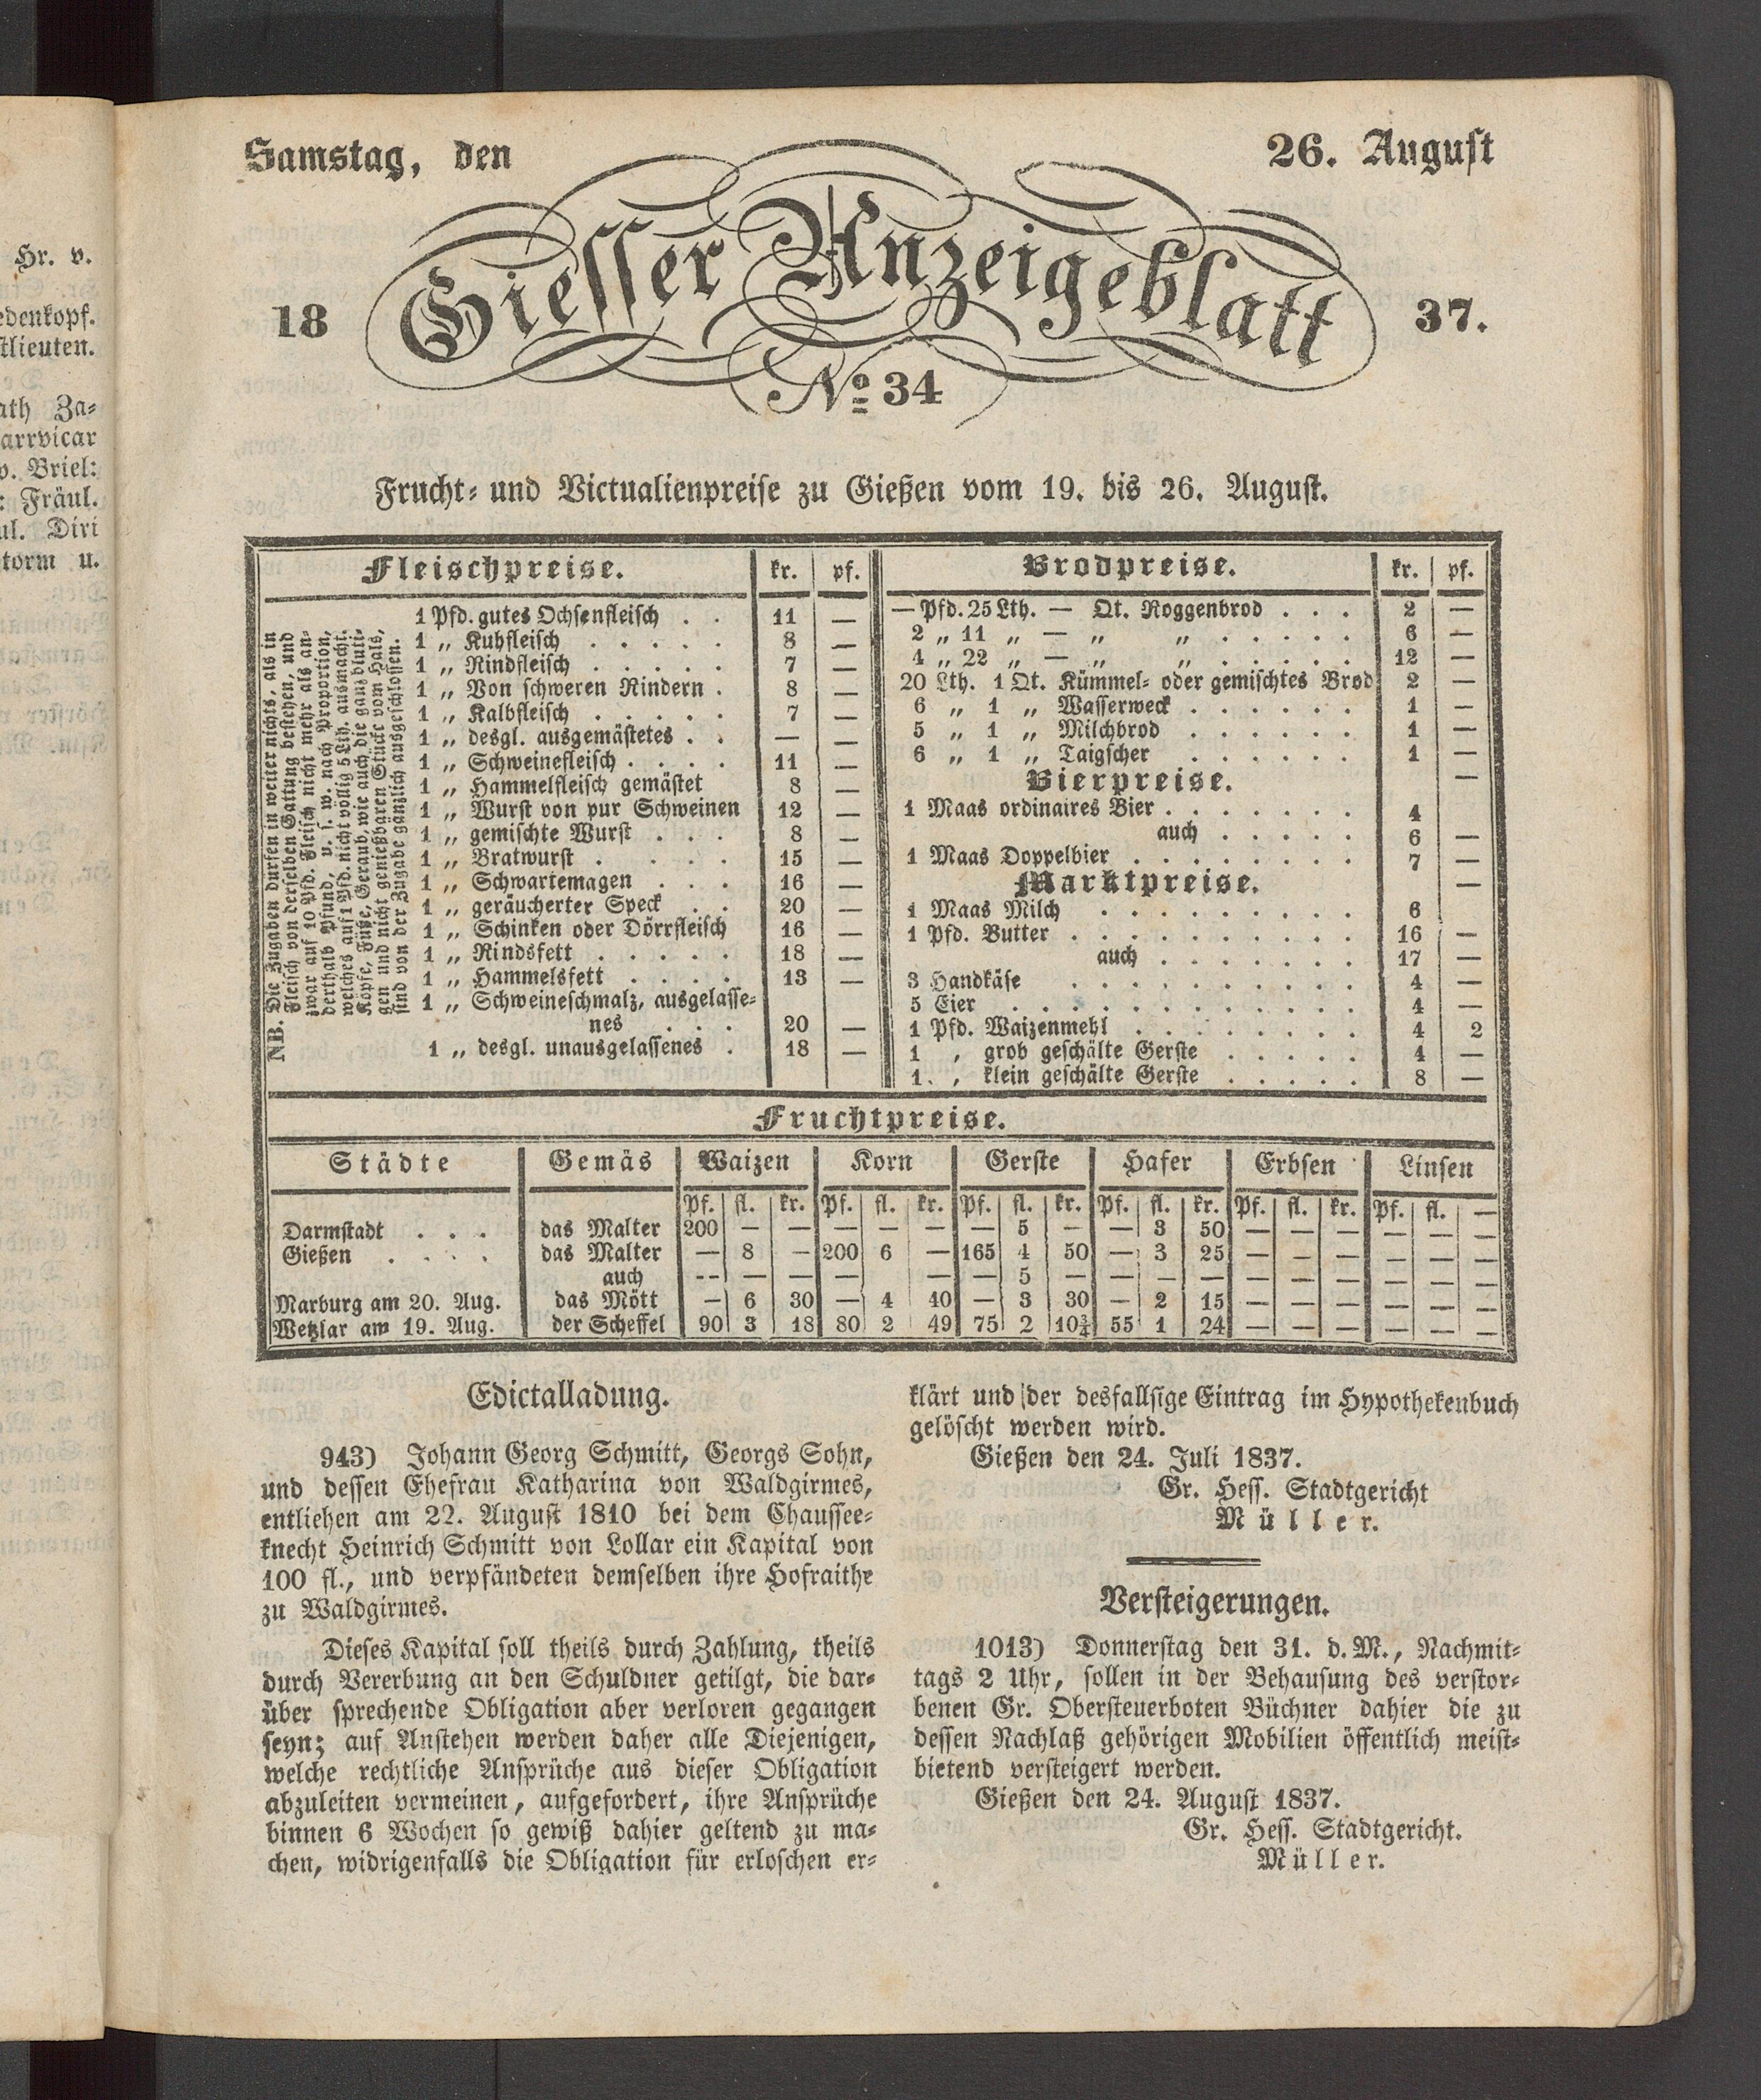 Hr. v.
edenkopf.
stlieuten.
ath Za-
arrvicar
v. Briel:
: Fräul.
ul. Diri
torm u.
Samstag, den 26. August
18 Giesser Anzeigeblatt 37.
No 34
Frucht- und Victualienpreise zu Gießen vom 19. bis 26. August.
Fleischpreise. kr. pf.
NB. Die Zugaben dürfen in weiter nichts, als in
Fleisch von derselben Gattung bestehen, und
zwar auf 10 Pfd. Fleisch nicht mehr als an-
derthalb Pfund, u. s. w. nach Proportion,
welches auf 1 Pfd. nicht völlig 5 Lth. ausmacht.
Köpfe, Füße, Geraub, wie auch die ganz bluti-
gen und nicht genießbaren Stücke vom Hals,
sind von der Zugabe gänzlich ausgeschlossen.
1 Pfd. gutes Ochsenfleisch . . 11 —
1 „ Kuhfleisch . . . . . 8 —
1 „ Rindfleisch . . . . . 7 —
1 „ Von schweren Rindern . 8 —
1 „ Kalbfleisch . . . . . 7 —
1 „ desgl. ausgemästetes . . — —
1 „ Schweinefleisch . . . . 11 —
1 „ Hammelfleisch gemästet 8 —
1 „ Wurst von pur Schweinen 12 —
1 „ gemischte Wurst . . . 8 —
1 „ Bratwurst . . . . 15 —
1 „ Schwartemagen . . . 16 —
1 „ geräucherter Speck . . 20 —
1 „ Schinken oder Dörrfleisch 16 —
1 „ Rindsfett . . . . . 18 —
1 „ Hammelsfett . . . . 13 —
1 „ Schweineschmalz, ausgelasse-
nes . . . 20 —
1 „ desgl. unausgelassenes . 18 —
Brodpreise. kr. pf.
— Pfd. 25 Lth. — Qt. Roggenbrod . . . 2 —
2 „ 11 „ — „ „ . . . . . 6 —
4 „ 22 „ — „ „ . . . . . 12 —
20 Lth. 1 Qt. Kümmel- oder gemischtes Brod 2 —
6 „ 1 „ Wasserweck . . . . . . 1 —
5 „ 1 „ Milchbrod . . . . . . 1 —
6 „ 1 „ Taigscher . . . . . . 1 —
Bierpreise. —
1 Maas ordinaires Bier . . . . . . . 4
auch . . . . . 6 —
1 Maas Doppelbier . . . . . . . . 7 —
Marktpreise. —
1 Maas Milch . . . . . . . . . 6
1 Pfd. Butter . . . . . . . . . . 16 —
auch . . . . . . . 17 —
3 Handkäse . . . . . . . . . . 4 —
5 Eier . . . . . . . . . . . . 4 —
1 Pfd. Waizenmehl . . . . . . . . 4 2
1 „ grob geschälte Gerste . . . . . 4 —
1. „ klein geschälte Gerste . . . . . 8 —
Fruchtpreise.
Städte Gemäs Waizen Korn Gerste Hafer Erbsen Linsen
Pf. fl. kr. Pf. fl. kr. Pf. fl. kr. Pf. fl. kr. Pf. fl. kr. Pf. fl. —
Darmstadt . . . das Malter 200 — — — — — — 5 — — 3 50 — — — — — —
Gießen . . . . das Malter — 8 — 200 6 — 165 4 50 — 3 25 — — — — — —
auch -- — — — — — 5 — — — — — — — — — —
Marburg am 20. Aug. das Mött — 6 30 — 4 40 — 3 30 — 2 15 — — — — — —
Wetzlar am 19. Aug. der Scheffel 90 3 18 80 2 49 75 2 10¾ 55 1 24 — — — — — —
Edictalladung.
943) Johann Georg Schmitt, Georgs Sohn,
und dessen Ehefrau Katharina von Waldgirmes,
entliehen am 22. August 1810 bei dem Chaussee-
knecht Heinrich Schmitt von Lollar ein Kapital von
100 fl., und verpfändeten demselben ihre Hofraithe
zu Waldgirmes.
Dieses Kapital soll theils durch Zahlung, theils
durch Vererbung an den Schuldner getilgt, die dar-
über sprechende Obligation aber verloren gegangen
seyn; auf Anstehen werden daher alle Diejenigen,
welche rechtliche Ansprüche aus dieser Obligation
abzuleiten vermeinen, aufgefordert, ihre Ansprüche
binnen 6 Wochen so gewiß dahier geltend zu ma-
chen, widrigenfalls die Obligation für erloschen er-
klärt und der desfallsige Eintrag im Hypothekenbuch
gelöscht werden wird.
Gießen den 24. Juli 1837.
Gr. Hess. Stadtgericht
Müller.
Versteigerungen.
1013) Donnerstag den 31. d. M., Nachmit-
tags 2 Uhr, sollen in der Behausung des verstor-
benen Gr. Obersteuerboten Büchner dahier die zu
dessen Nachlaß gehörigen Mobilien öffentlich meist-
bietend versteigert werden.
Gießen den 24. August 1837.
Gr. Hess. Stadtgericht.
Müller.